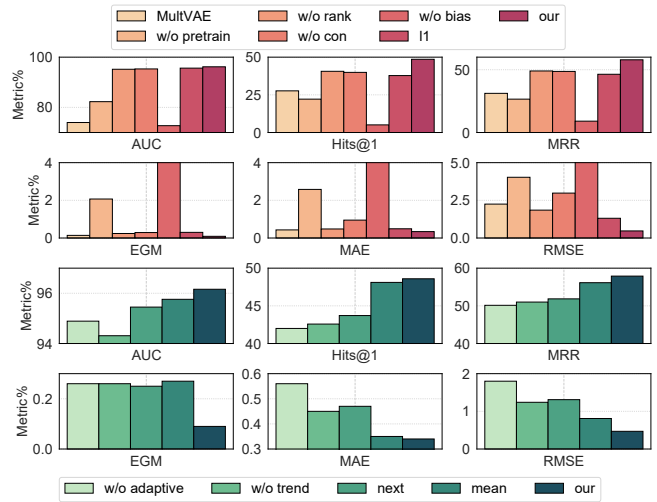 MultVAE w/o rank w/o bias our
w/o pretrain w/o con l1
Metric%
100
80
AUC
50
25
0
Hits@1
50
0
MRR
Metric%
4
2
0
EGM
4
2
0
MAE
5.0
2.5
0.0
RMSE
Metric%
96
94
AUC
50
45
40
Hits@1
60
50
40
MRR
Metric%
0.2
0.0
EGM
0.6
0.5
0.4
0.3
MAE
2
1
0
RMSE
w/o adaptive w/o trend next mean our